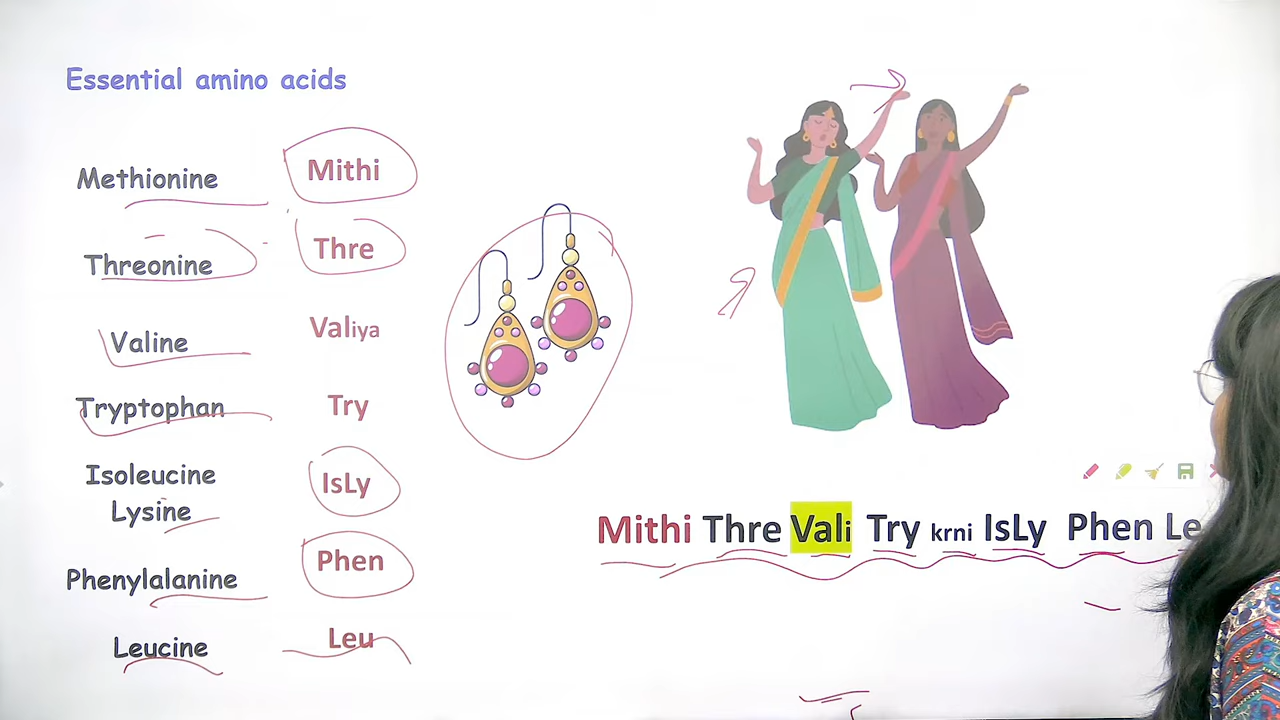 Essential amino acids
Methionine Mithi
Threonine Thre
Valine Valiya
Tryptophan Try
Isoleucine
Lysine IsLy
Phenylalanine Phen
Leucine Leu
Mithi Thre Vali Try krni IsLy Phen Le